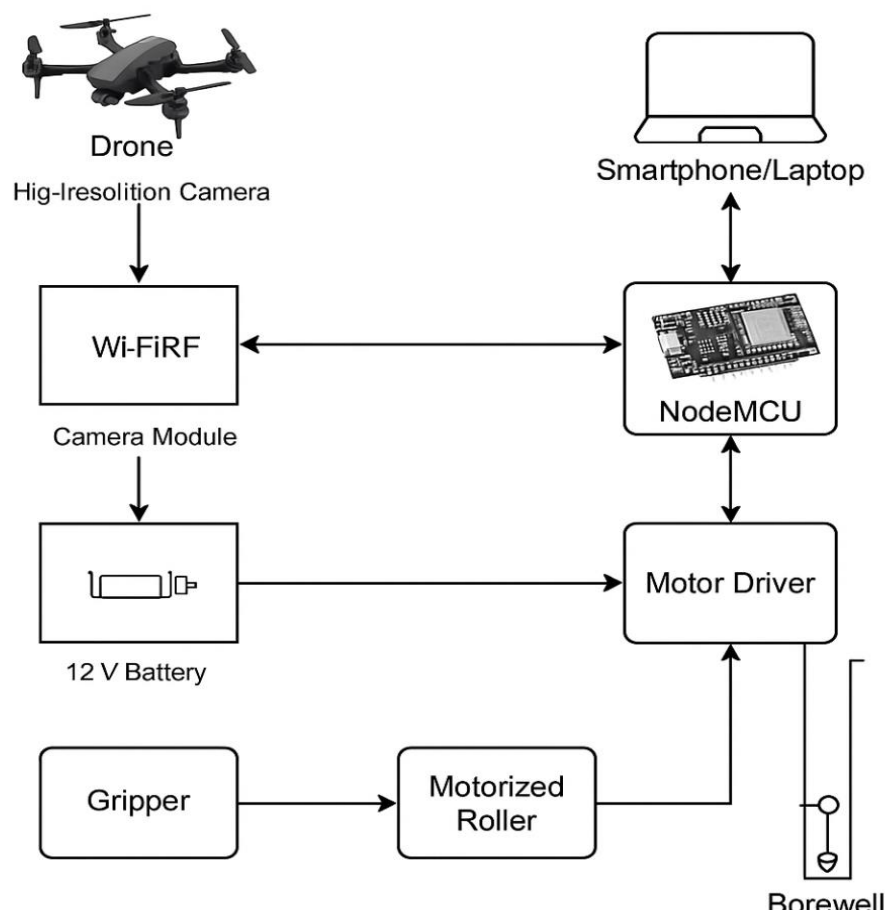 Drone
Hig-Iresolition Camera
Smartphone/Laptop
Wi-FiRF
NodeMCU
Camera Module
Motor Driver
12 V Battery
Gripper
Motorized
Roller
Borewell